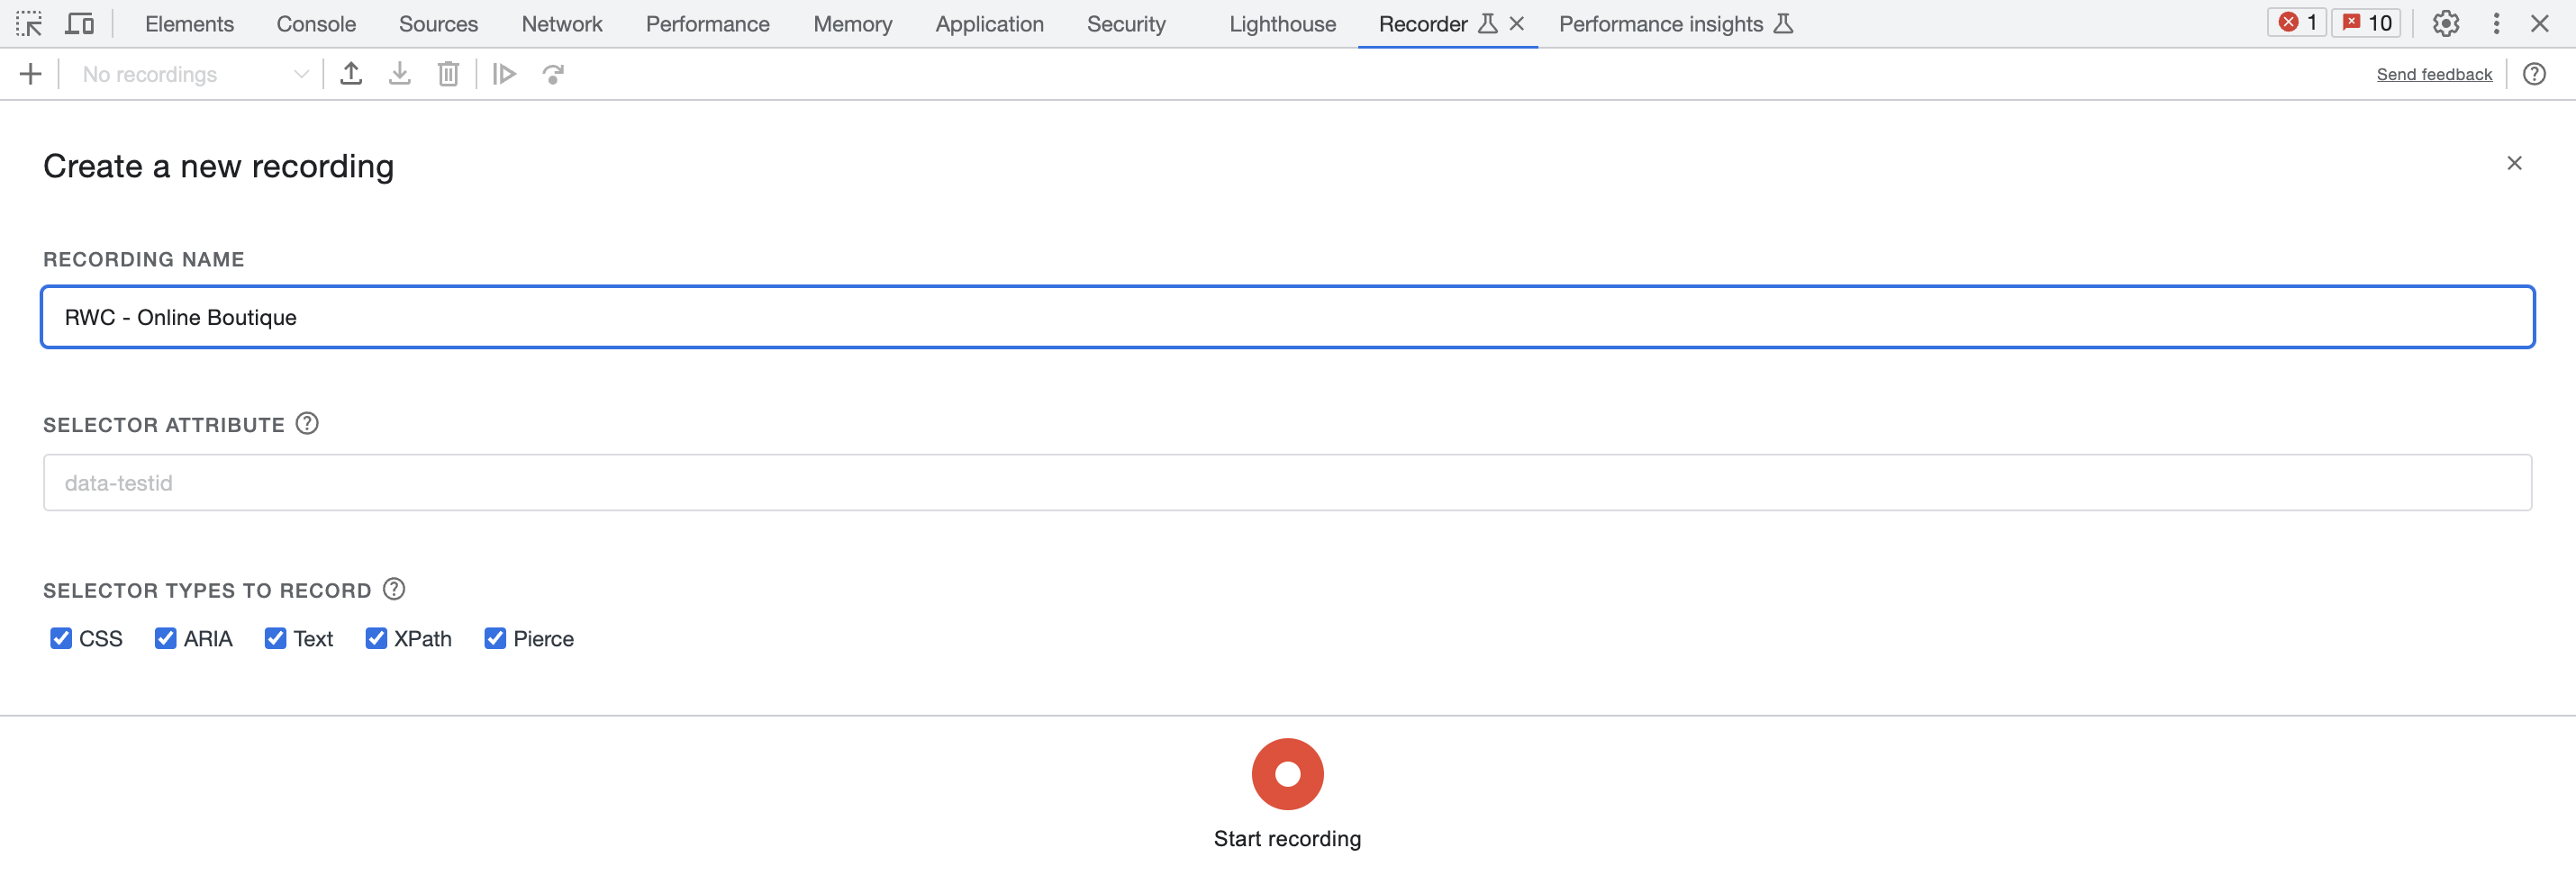 Elements Console Sources Network Performance Memory Application Security Lighthouse Recorder Performance insights 1 10
No recordings Send feedback
Create a new recording
RECORDING NAME
RWC - Online Boutique
SELECTOR ATTRIBUTE
data-testid
SELECTOR TYPES TO RECORD
CSS ARIA Text XPath Pierce
Start recording